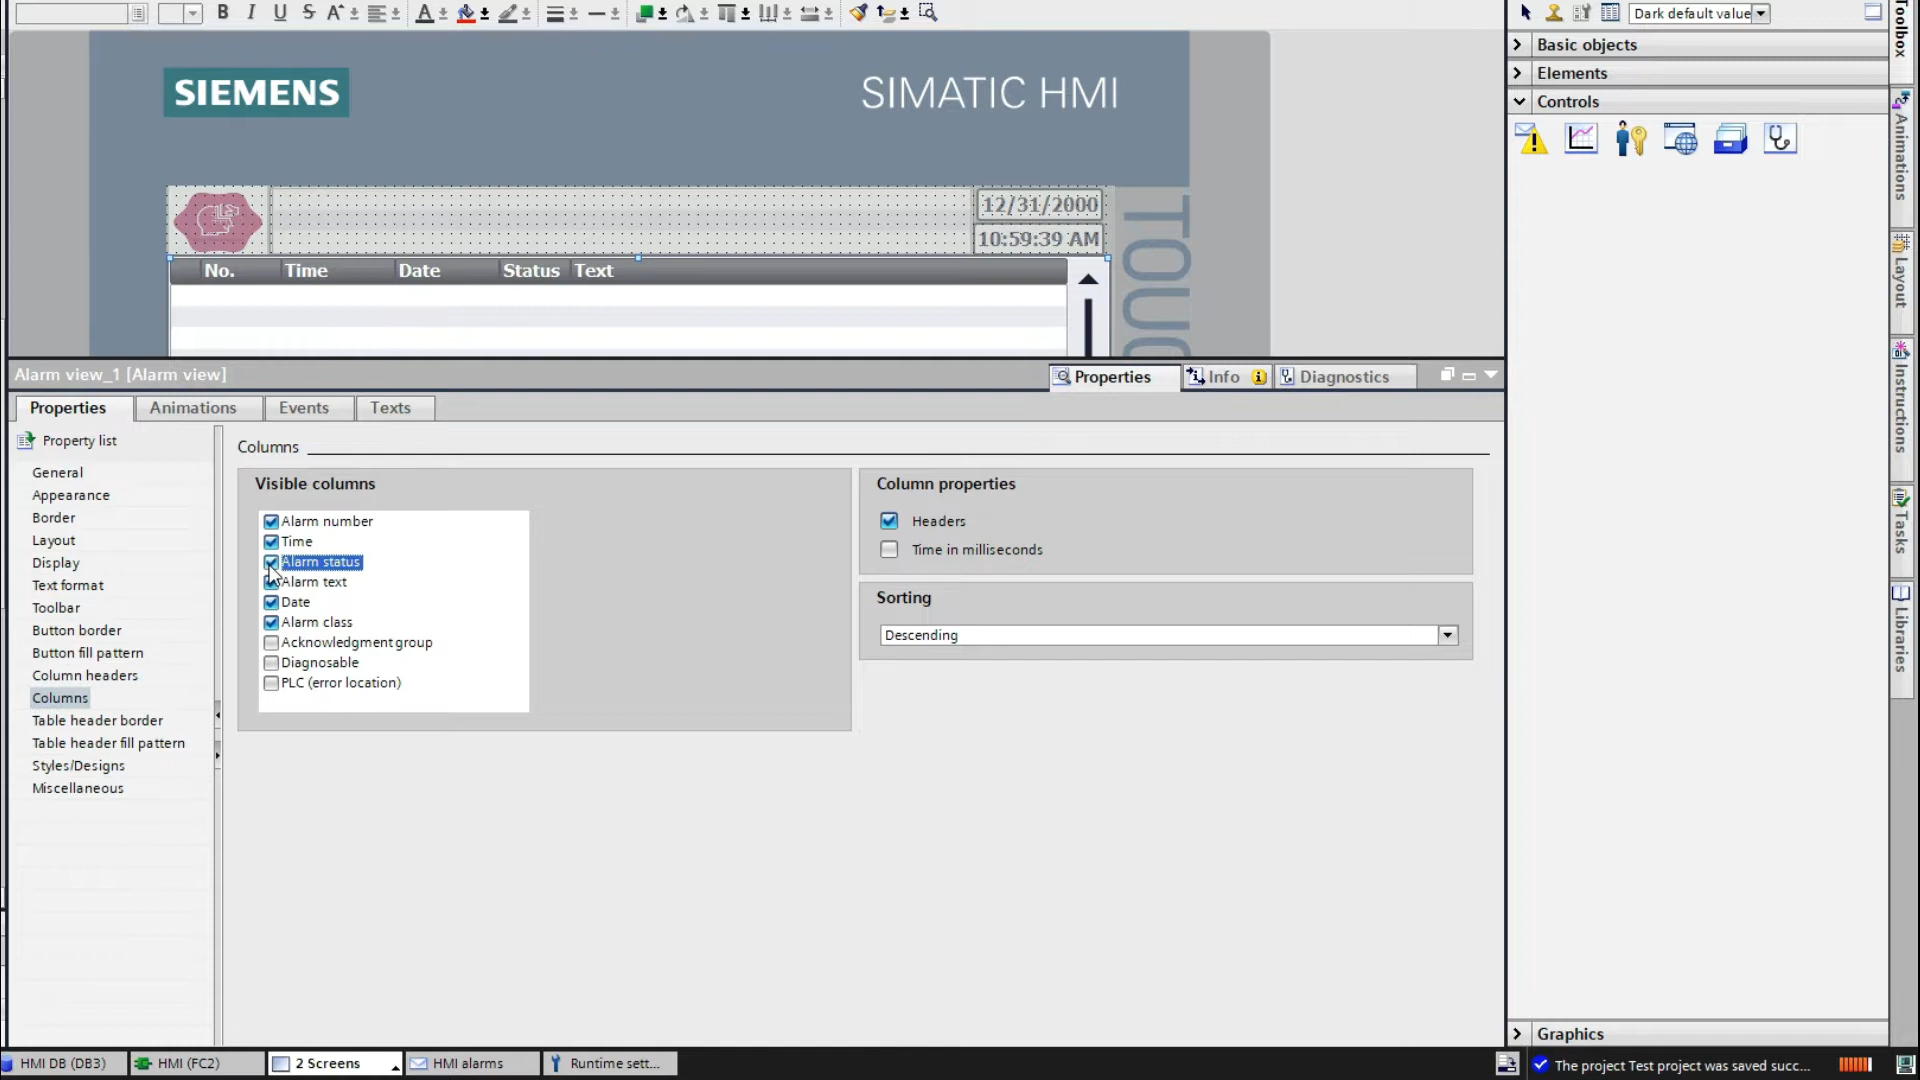 B I U S A
Dark default value
Toolbox
Basic objects
Elements
Controls
SIEMENS
SIMATIC HMI
12/31/2000
10:59:39 AM
TOUC
No. Time Date Status Text
Animations
Layout
Instructions
Tasks
Libraries
Alarm view_1 [Alarm view]
Properties Info Diagnostics
Properties Animations Events Texts
Property list
General
Appearance
Border
Layout
Display
Text format
Toolbar
Button border
Button fill pattern
Column headers
Columns
Table header border
Table header fill pattern
Styles/Designs
Miscellaneous
Columns
Visible columns
Alarm number
Time
Alarm status
Alarm text
Date
Alarm class
Acknowledgment group
Diagnosable
PLC (error location)
Column properties
Headers
Time in milliseconds
Sorting
Descending
Graphics
HMI DB (DB3) HMI (FC2) 2 Screens HMI alarms Runtime sett...
The project Test project was saved succ...